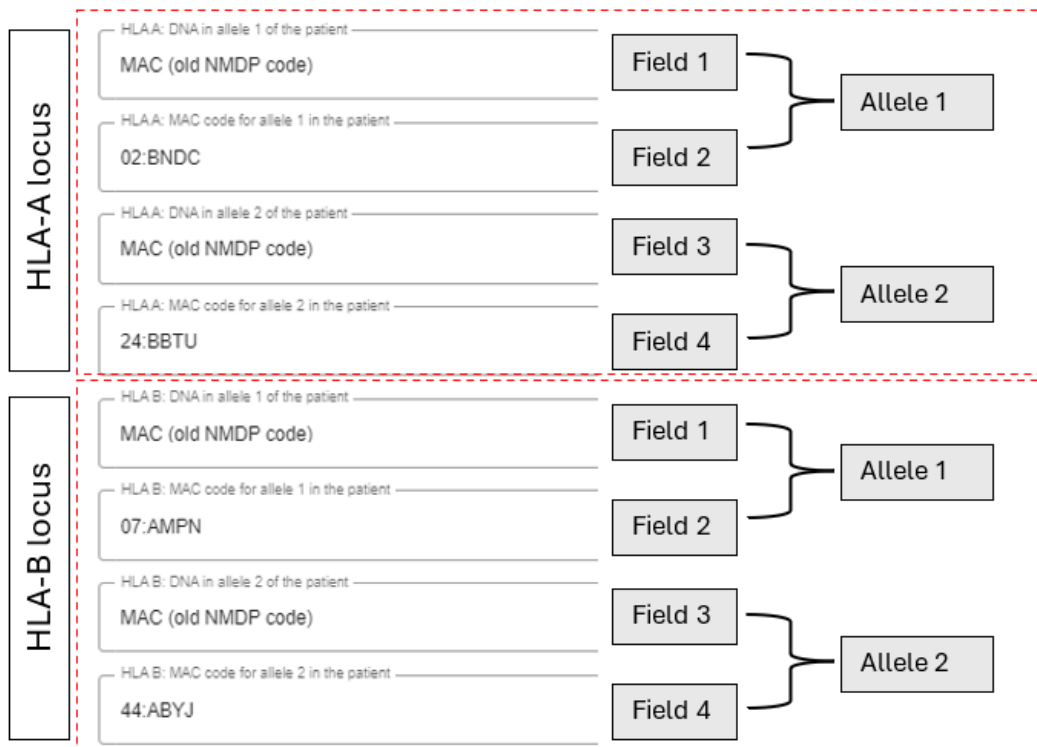 HLA-A locus
HLA A: DNA in allele 1 of the patient
MAC (old NMDP code)
Field 1
HLA A: MAC code for allele 1 in the patient
02:BNDC
Field 2
Allele 1
HLA A: DNA in allele 2 of the patient
MAC (old NMDP code)
Field 3
HLA A: MAC code for allele 2 in the patient
24:BBTU
Field 4
Allele 2
HLA-B locus
HLA B: DNA in allele 1 of the patient
MAC (old NMDP code)
Field 1
HLA B: MAC code for allele 1 in the patient
07:AMPN
Field 2
Allele 1
HLA B: DNA in allele 2 of the patient
MAC (old NMDP code)
Field 3
HLA B: MAC code for allele 2 in the patient
44:ABYJ
Field 4
Allele 2